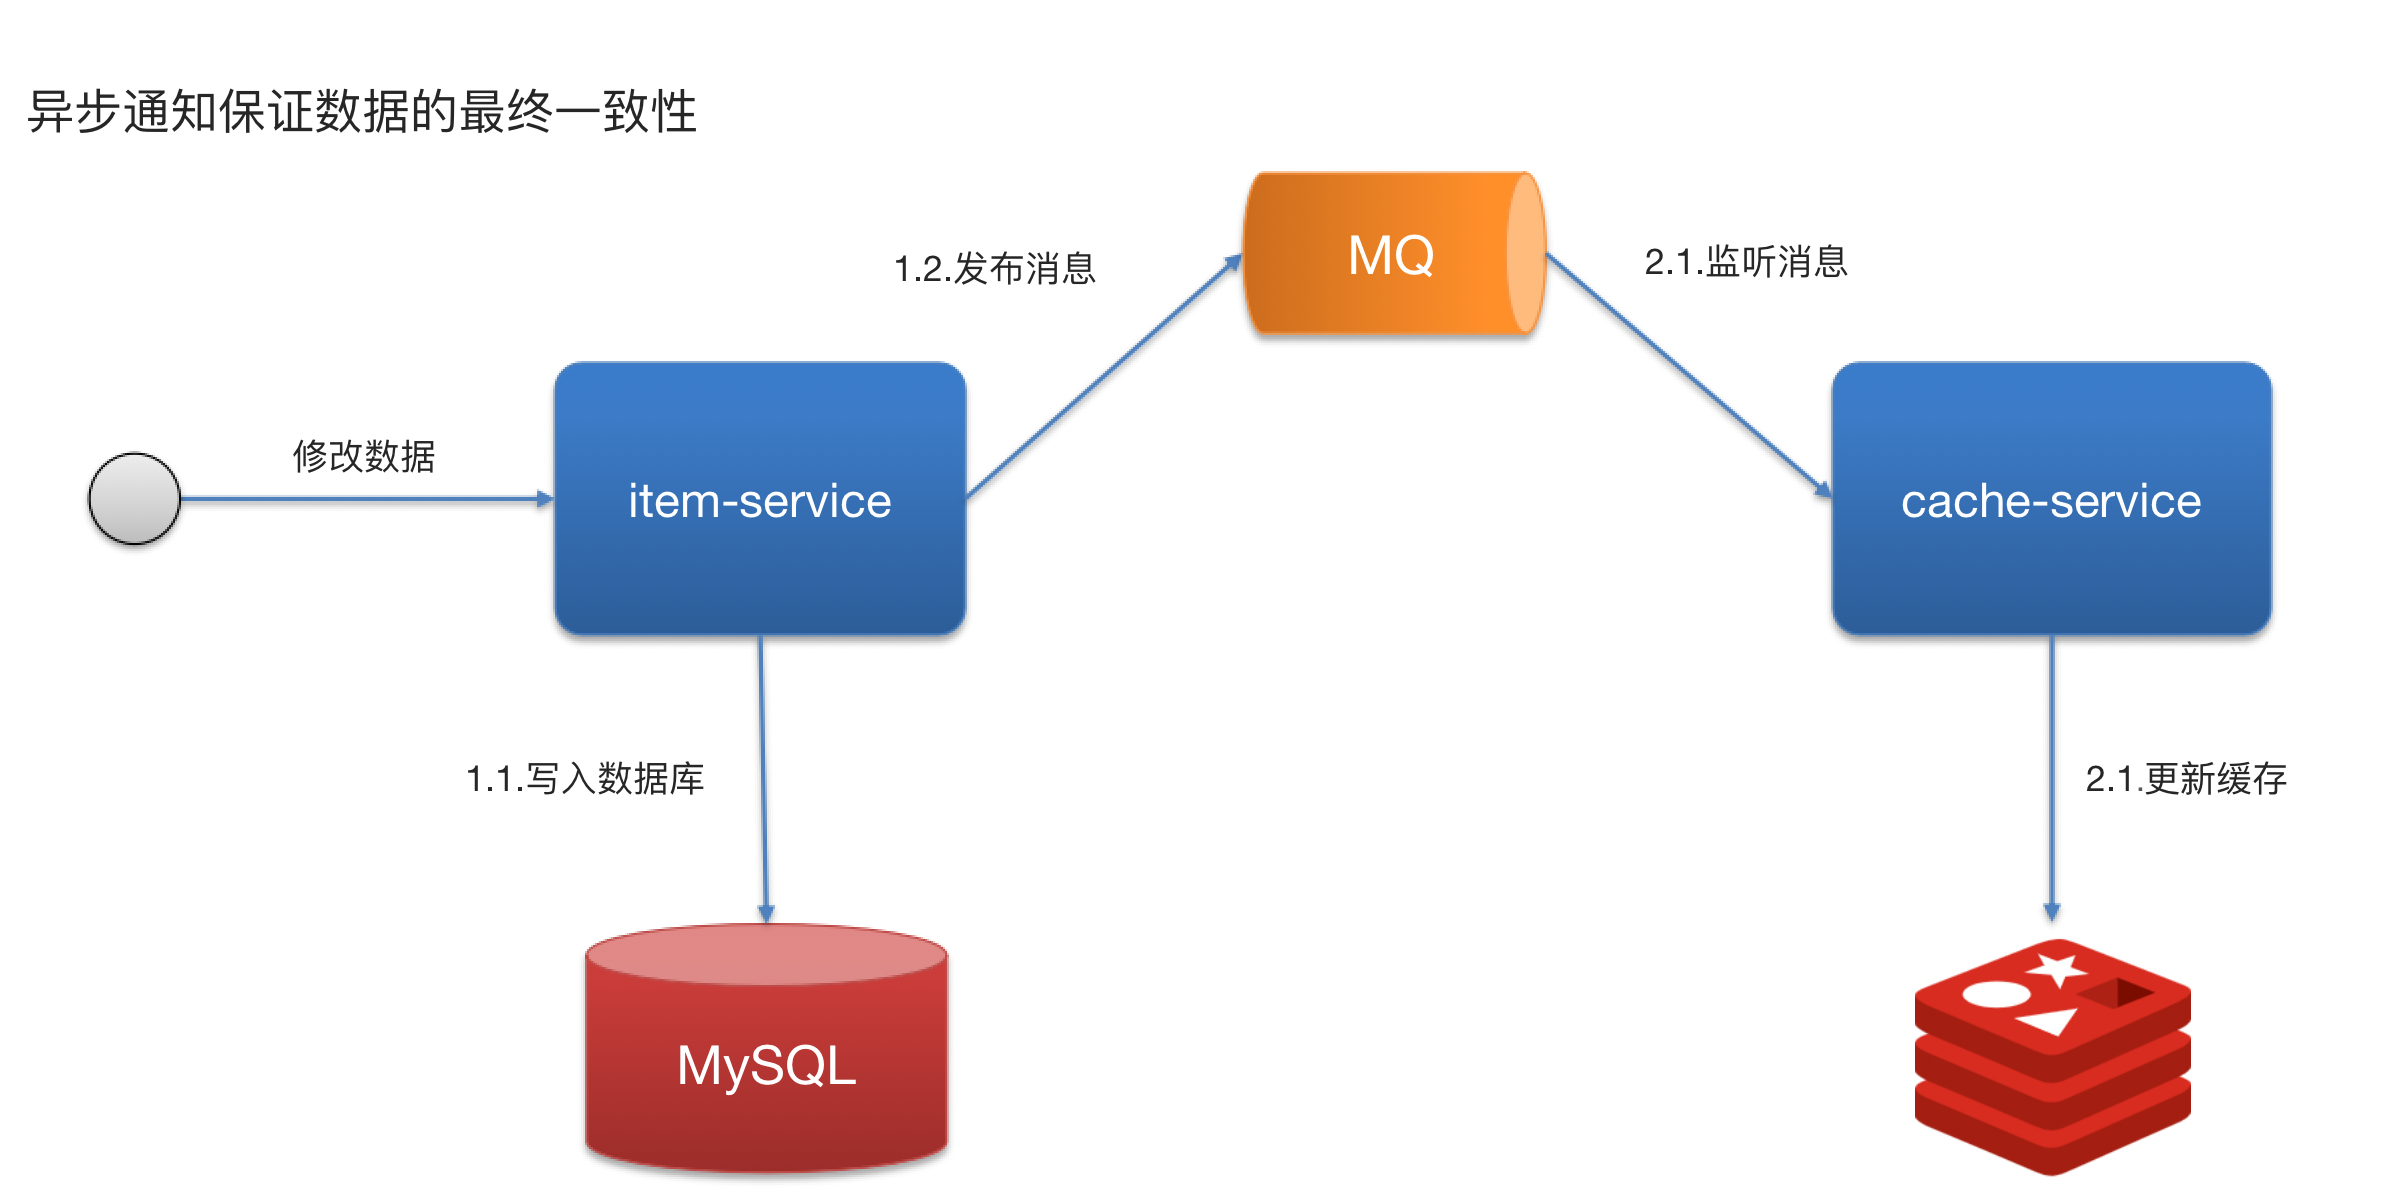 异步通知保证数据的最终一致性
MQ
1.2.发布消息
2.1.监听消息
修改数据
item-service
cache-service
1.1.写入数据库
2.1.更新缓存
MySQL